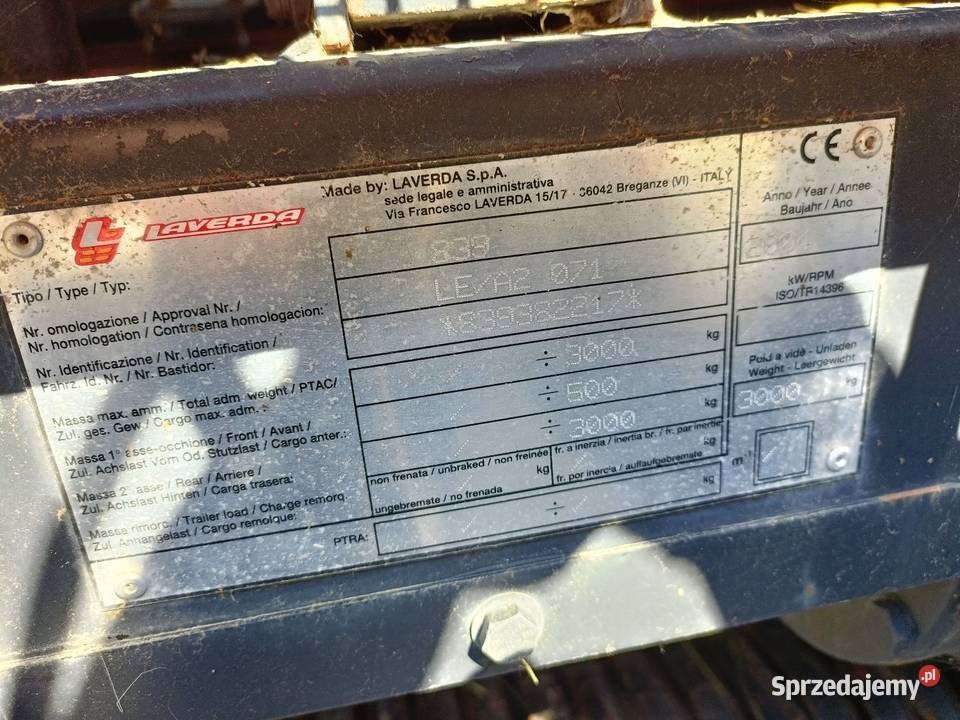 CE
Made by: LAVERDA S.p.A.
sede legale e amministrativa
Via Francesco LAVERDA 15/17 - 36042 Breganze (VI) - ITALY
LAVERDA
Anno / Year / Annee
Baujahr / Ano
Tipo / Type / Typ:
839
Nr. omologazione / Approval Nr. /
Nr. homologation / Contrasena homologacion:
LE/A2 071
kW/RPM
ISO/TR14396
Nr. Identificazione / Nr. Identification /
Fahrz. Id. Nr. / Nr. Bastidor:
*839382217*
Massa max. amm. / Total adm. weight / PTAC/
Zul. ges. Gew / Cargo max. adm.:
÷ 3000 kg
Poid a vide - Unladen
Weight - Leergewicht
3000 kg
Massa 1° asse-occhione / Front / Avant /
Zul. Achslast Vorn Od. Stutzlast / Cargo anter.:
÷ 500 kg
Massa 2° asse / Rear / Arriere /
Zul. Achslast Hinten / Carga trasera:
÷ 3000 kg
Massa rimorc. / Trailer load / Charge remorq.
Zul. Anhangelast / Cargo remolque:
non frenata / unbraked / non freinée
ungebremste / no frenada
kg
fr. a inerzia / inertia br. / fr. par inertie
fr. por inercia / auflaufgebremste
kg
PTRA:
÷ kg
m⁻¹
Sprzedajemy.pl